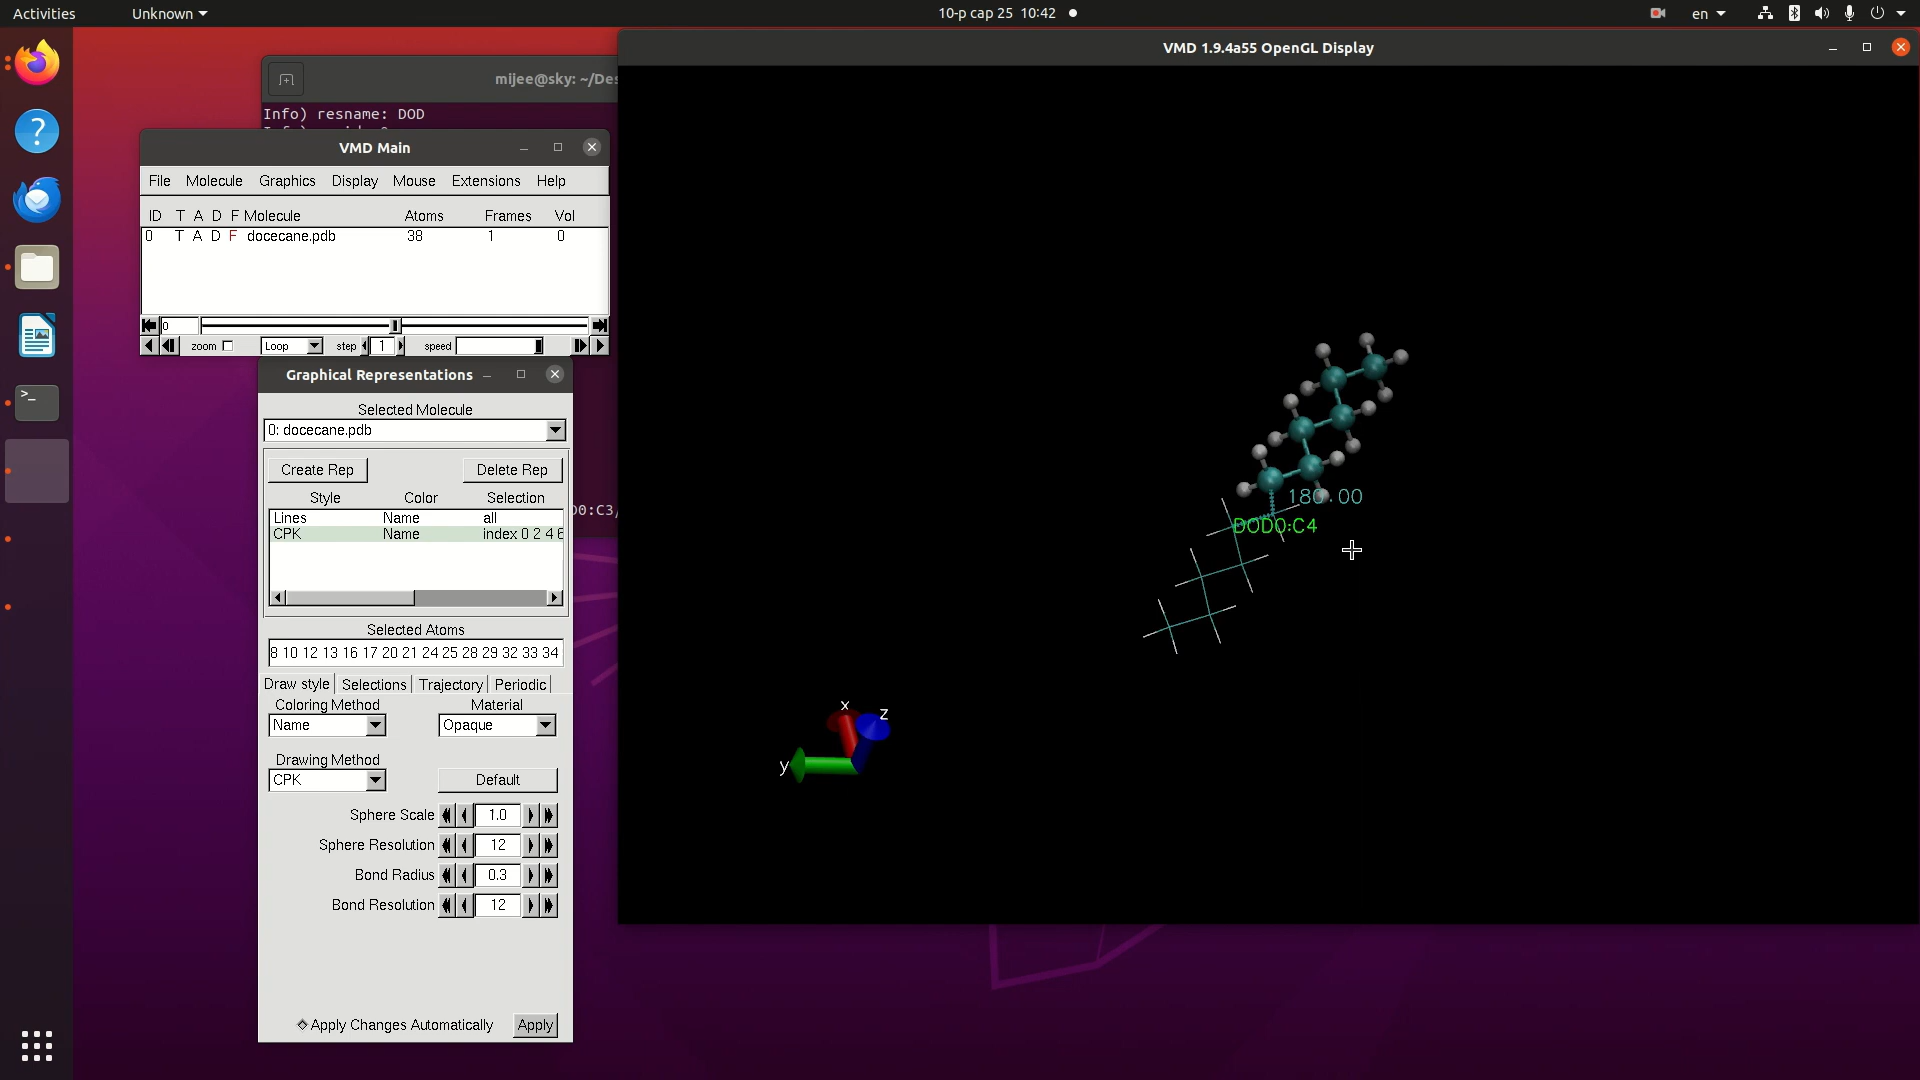 Activities
Unknown
10-р сар 25 10:42
en
mijee@sky: ~/Des
Info) resname: DOD
VMD Main
File Molecule Graphics Display Mouse Extensions Help
ID T A D F Molecule Atoms Frames Vol
0 T A D F docecane.pdb 38 1 0
0
zoom Loop step 1 speed
Graphical Representations
Selected Molecule
0: docecane.pdb
Create Rep Delete Rep
Style Color Selection
Lines Name all
CPK Name index 0 2 4 6
D0:C3/
Selected Atoms
8 10 12 13 16 17 20 21 24 25 28 29 32 33 34
Draw style Selections Trajectory Periodic
Coloring Method Material
Name Opaque
Drawing Method
CPK Default
Sphere Scale 1.0
Sphere Resolution 12
Bond Radius 0.3
Bond Resolution 12
Apply Changes Automatically Apply
VMD 1.9.4a55 OpenGL Display
180.00
DOD0:C4
x
z
y